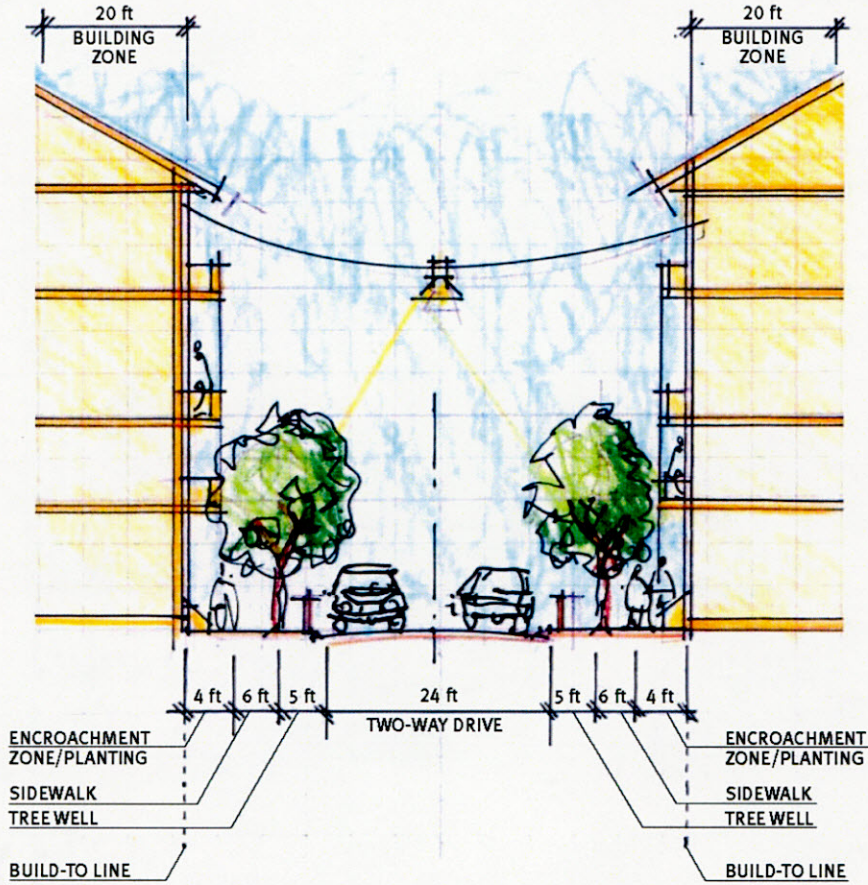 20 ft
BUILDING
ZONE
20 ft
BUILDING
ZONE
4 ft
6 ft
5 ft
24 ft
5 ft
6 ft
4 ft
TWO-WAY DRIVE
ENCROACHMENT
ZONE/PLANTING
SIDEWALK
TREE WELL
BUILD-TO LINE
ENCROACHMENT
ZONE/PLANTING
SIDEWALK
TREE WELL
BUILD-TO LINE